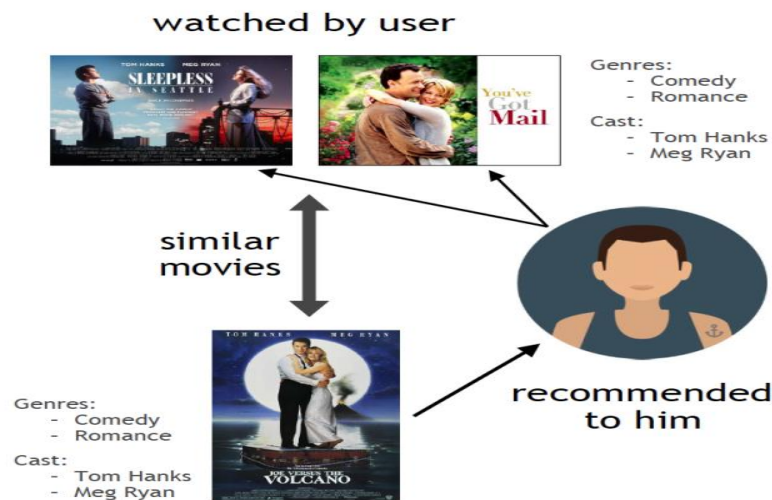 watched by user
TOM HANKS MEG RYAN
SLEEPLESS
IN SEATTLE
You've
Got
Mail
Genres:
- Comedy
- Romance
Cast:
- Tom Hanks
- Meg Ryan
similar
movies
TOM HANKS MEG RYAN
JOE VERSUS THE
VOLCANO
recommended
to him
Genres:
- Comedy
- Romance
Cast:
- Tom Hanks
- Meg Ryan